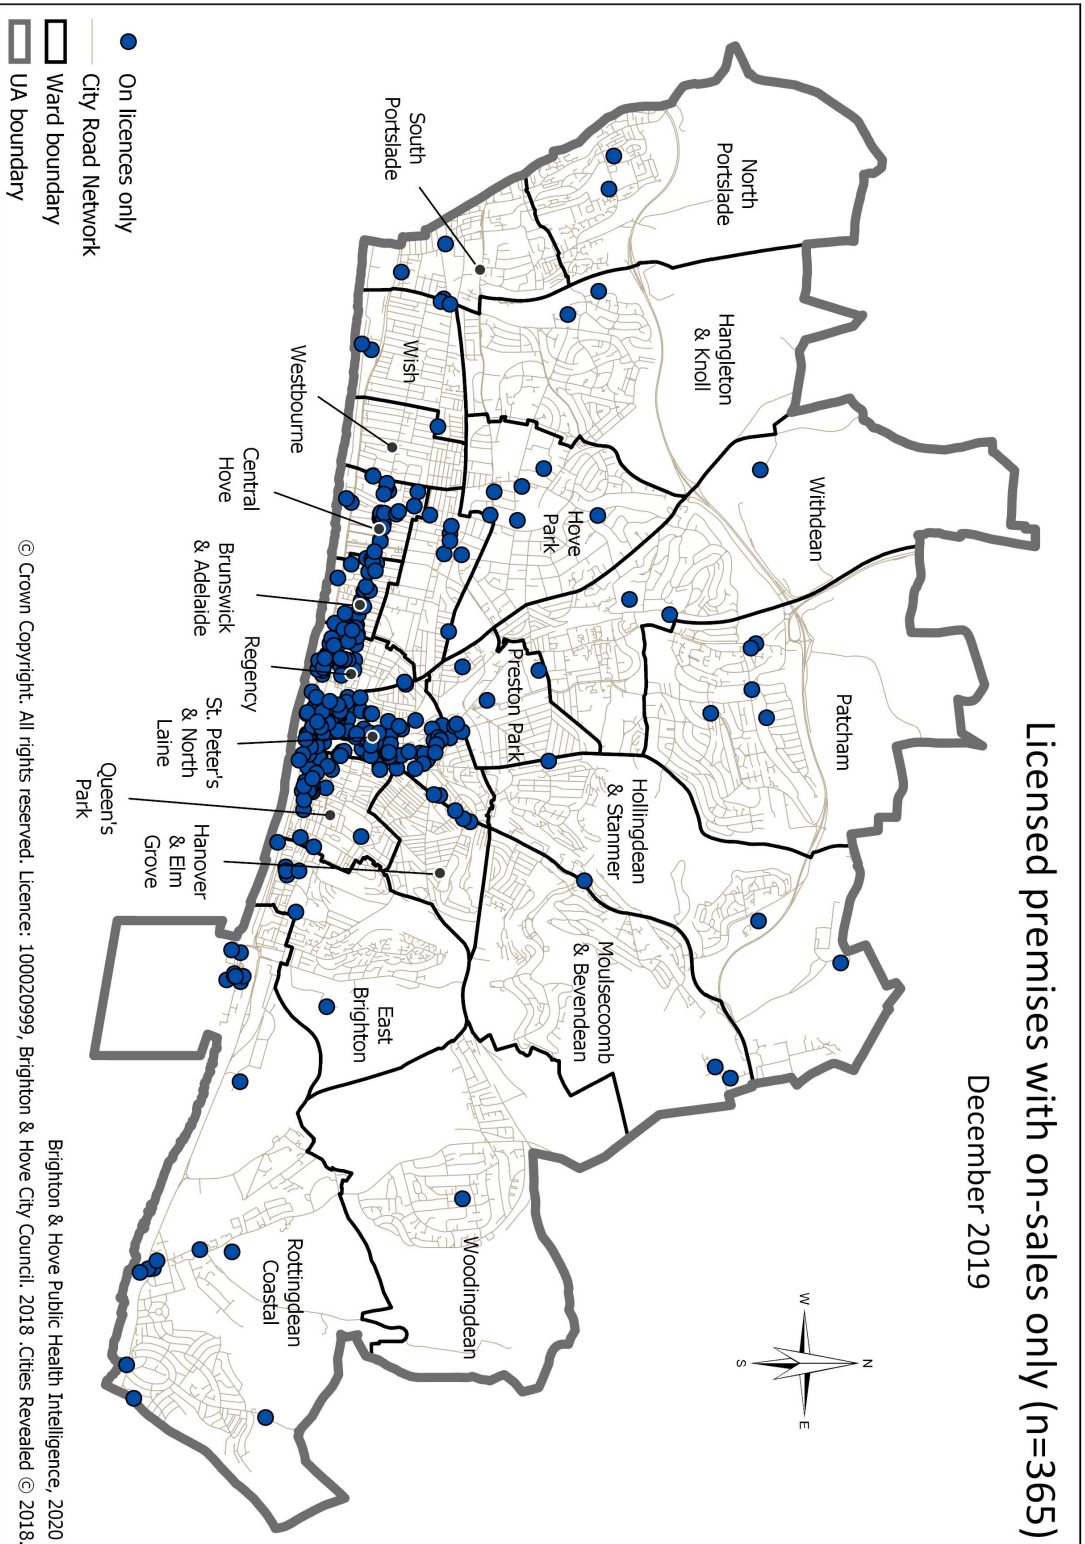 Licensed premises with on-sales only (n=365)
December 2019
N
W
E
S
North
Portslade
Hangleton
& Knoll
Withdean
Patcham
South
Portslade
Wish
Westbourne
Hove
Park
Preston Park
Hollingdean
& Stanmer
Moulsecoomb
& Bevendean
Central
Hove
Brunswick
& Adelaide
Regency
St. Peter's
& North
Laine
Queen's
Park
Hanover
& Elm
Grove
East
Brighton
Woodingdean
Rottingdean
Coastal
On licences only
City Road Network
Ward boundary
UA boundary
Brighton & Hove Public Health Intelligence, 2020
© Crown Copyright. All rights reserved. Licence: 100020999, Brighton & Hove City Council. 2018 .Cities Revealed © 2018.